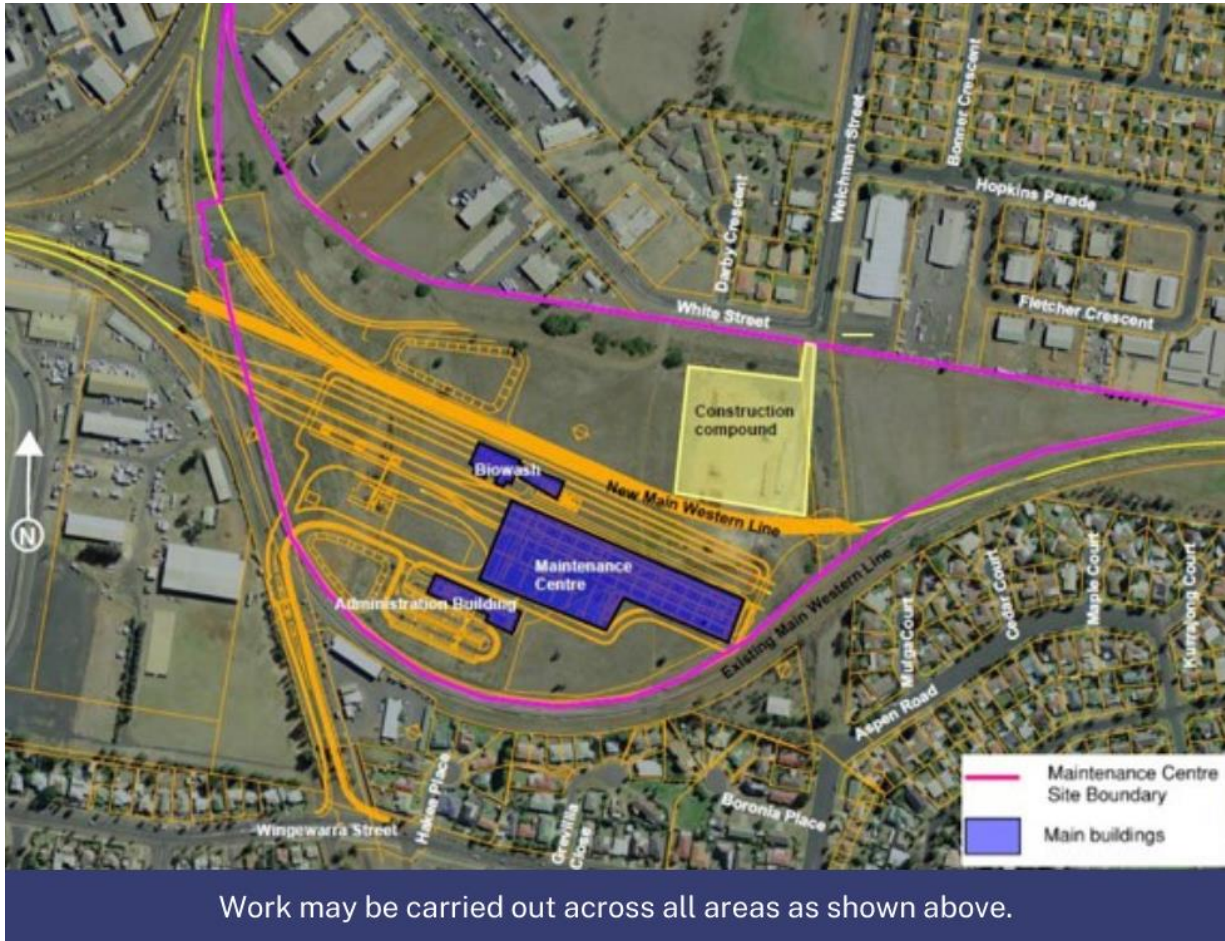 Bonner Crescent
Welchman Street
Hopkins Parade
Darby Crescent
Fletcher Crescent
White Street
Construction
compound
Biowash
New Main Western Line
Maintenance
Centre
Administration Building
Existing Main Western Line
MulgaCourt
Cedar Court
Maple Court
Kurrajong Court
Aspen Road
N
Hakea Place
Grevillia
Close
Boronia Place
Wingewarra Street
Maintenance Centre
Site Boundary
Main buildings
Work may be carried out across all areas as shown above.